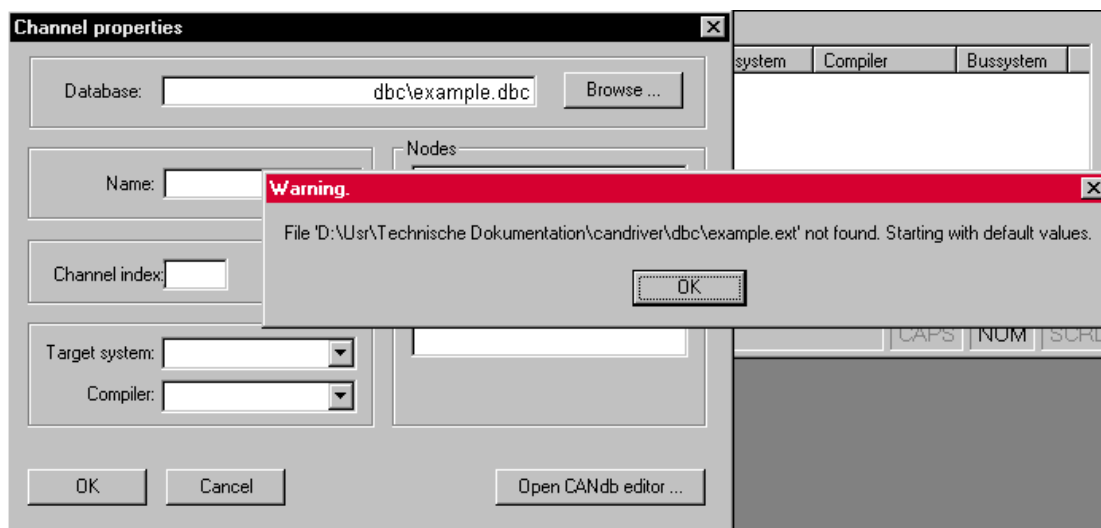 Channel properties
system Compiler Bussystem
Database: dbc\example.dbc Browse ...
Nodes
Name:
Warning.
File 'D:\Usr\Technische Dokumentation\candriver\dbc\example.ext' not found. Starting with default values.
Channel index:
OK
CAPS NUM SCRL
Target system:
Compiler:
OK Cancel Open CANdb editor ...